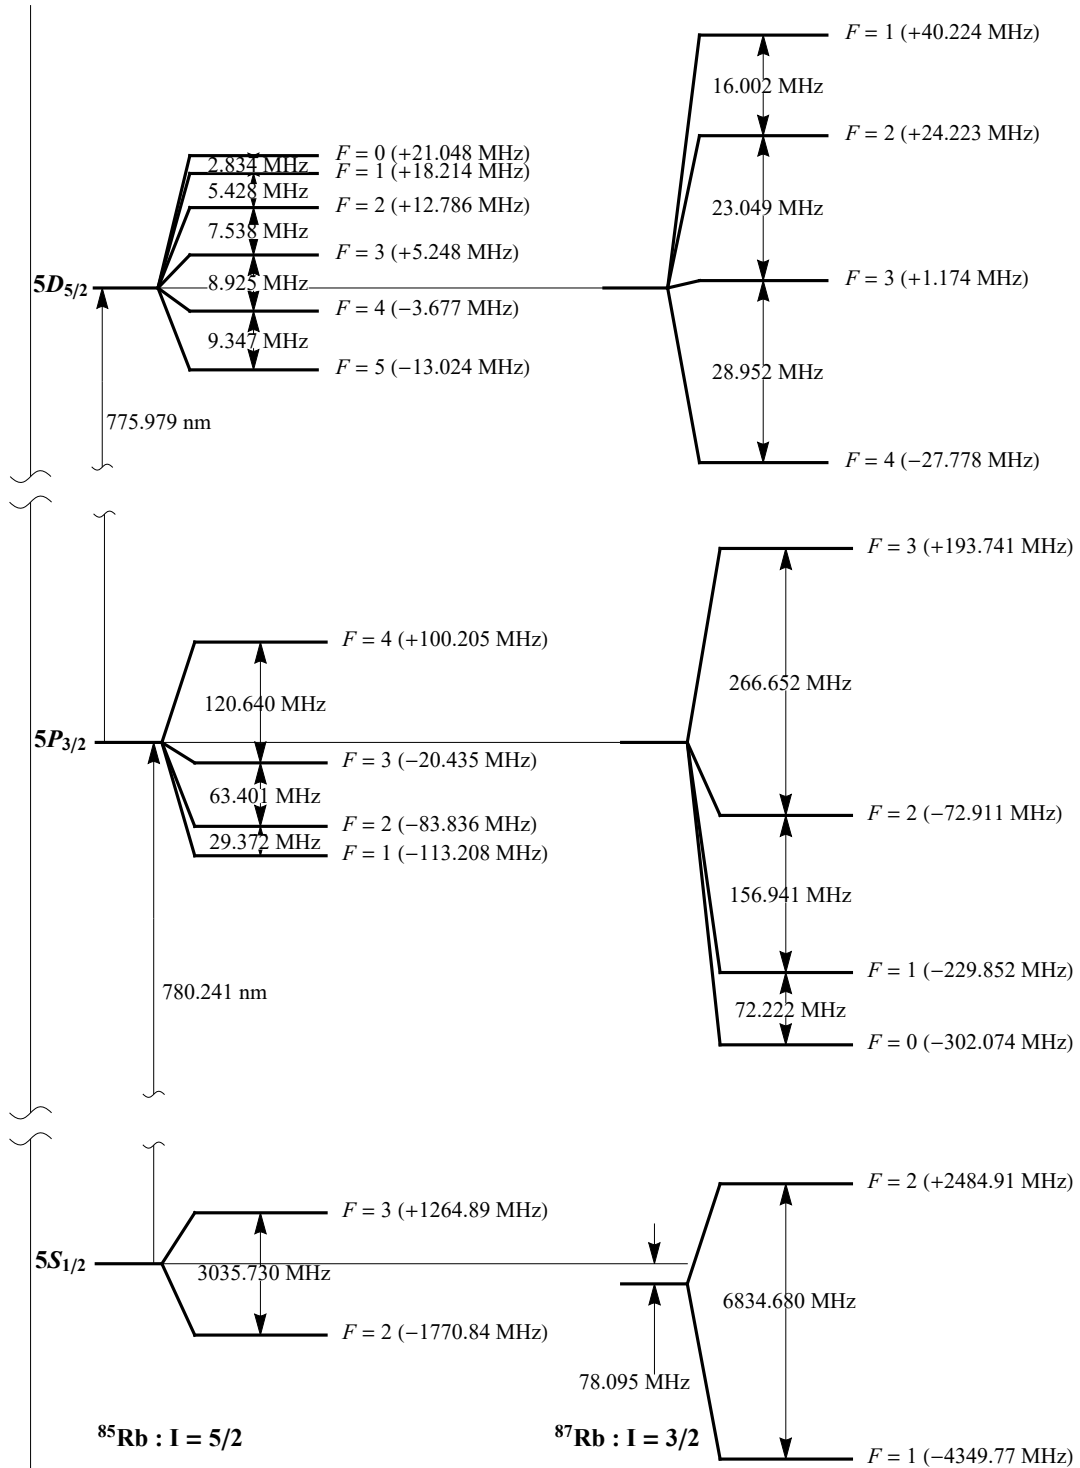 F = 1 (+40.224 MHz)
16.002 MHz
F = 2 (+24.223 MHz)
23.049 MHz
F = 3 (+1.174 MHz)
28.952 MHz
F = 4 (−27.778 MHz)
F = 0 (+21.048 MHz)
2.834 MHz
F = 1 (+18.214 MHz)
5.428 MHz
F = 2 (+12.786 MHz)
7.538 MHz
F = 3 (+5.248 MHz)
5D5/2
8.925 MHz
F = 4 (−3.677 MHz)
9.347 MHz
F = 5 (−13.024 MHz)
775.979 nm
F = 3 (+193.741 MHz)
266.652 MHz
F = 2 (−72.911 MHz)
156.941 MHz
F = 1 (−229.852 MHz)
72.222 MHz
F = 0 (−302.074 MHz)
F = 4 (+100.205 MHz)
120.640 MHz
5P3/2
F = 3 (−20.435 MHz)
63.401 MHz
F = 2 (−83.836 MHz)
29.372 MHz
F = 1 (−113.208 MHz)
780.241 nm
F = 2 (+2484.91 MHz)
6834.680 MHz
F = 3 (+1264.89 MHz)
5S1/2
3035.730 MHz
F = 2 (−1770.84 MHz)
78.095 MHz
85Rb : I = 5/2
87Rb : I = 3/2
F = 1 (−4349.77 MHz)